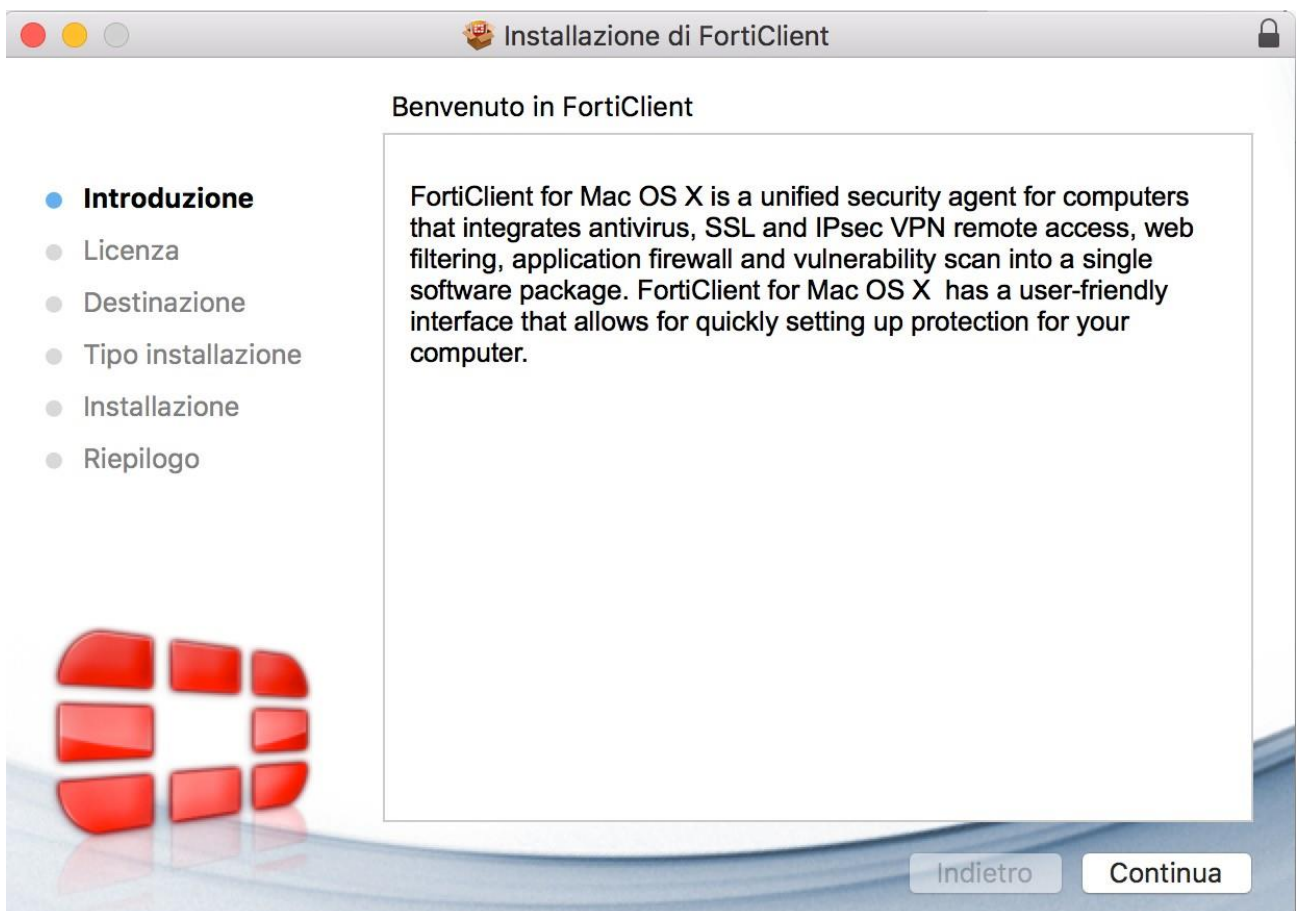 Installazione di FortiClient
Benvenuto in FortiClient
Introduzione
Licenza
Destinazione
Tipo installazione
Installazione
Riepilogo
FortiClient for Mac OS X is a unified security agent for computers
that integrates antivirus, SSL and IPsec VPN remote access, web
filtering, application firewall and vulnerability scan into a single
software package. FortiClient for Mac OS X  has a user-friendly
interface that allows for quickly setting up protection for your
computer.
Indietro
Continua